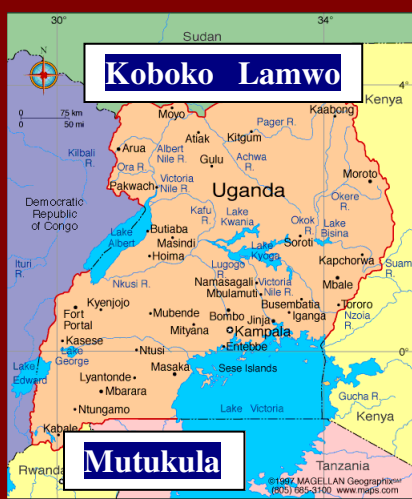 30°
34°
Sudan
N
Koboko Lamwo
4°
75 km
50 mi
Moyo
Kaabong
Kenya
Kilbali
R.
Arua
Albert
Nile R.
Atiak
Kitgum
Pager R.
Ora R.
Gulu
Achwa
R.
Moroto
Pakwach
Victoria
Nile R.
Uganda
Okere
R.
Democratic
Republic
of Congo
Kafu
R.
Lake
Kwania
Okok
R.
Lake
Bisina
Lake
Albert
Butiaba
Masindi
Soroti
Hoima
Lugogo
R.
Lake
Kyoga
Kapchorwa
Ituri
R.
Nkusi R.
Namasagali
Mbulamuti
Victoria
Nile R.
Mbale
Suam
R.
Fort
Portal
Kyenjojo
Mubende
Bombo
Jinja
Busembatia
Iganga
Tororo
Nzoia
R.
Mityana
Kampala
Kasese
Lake
George
Entebbe
0°
0°
Ntusi
Masaka
Sese Islands
Lake
Edward
Lyantonde
Mbarara
Gucha R.
Ntungamo
Lake Victoria
Kenya
Kabale
Mutukula
Rwanda
Tanzania
©1997 MAGELLAN Geographix℠
(805) 685-3100 www.maps.com